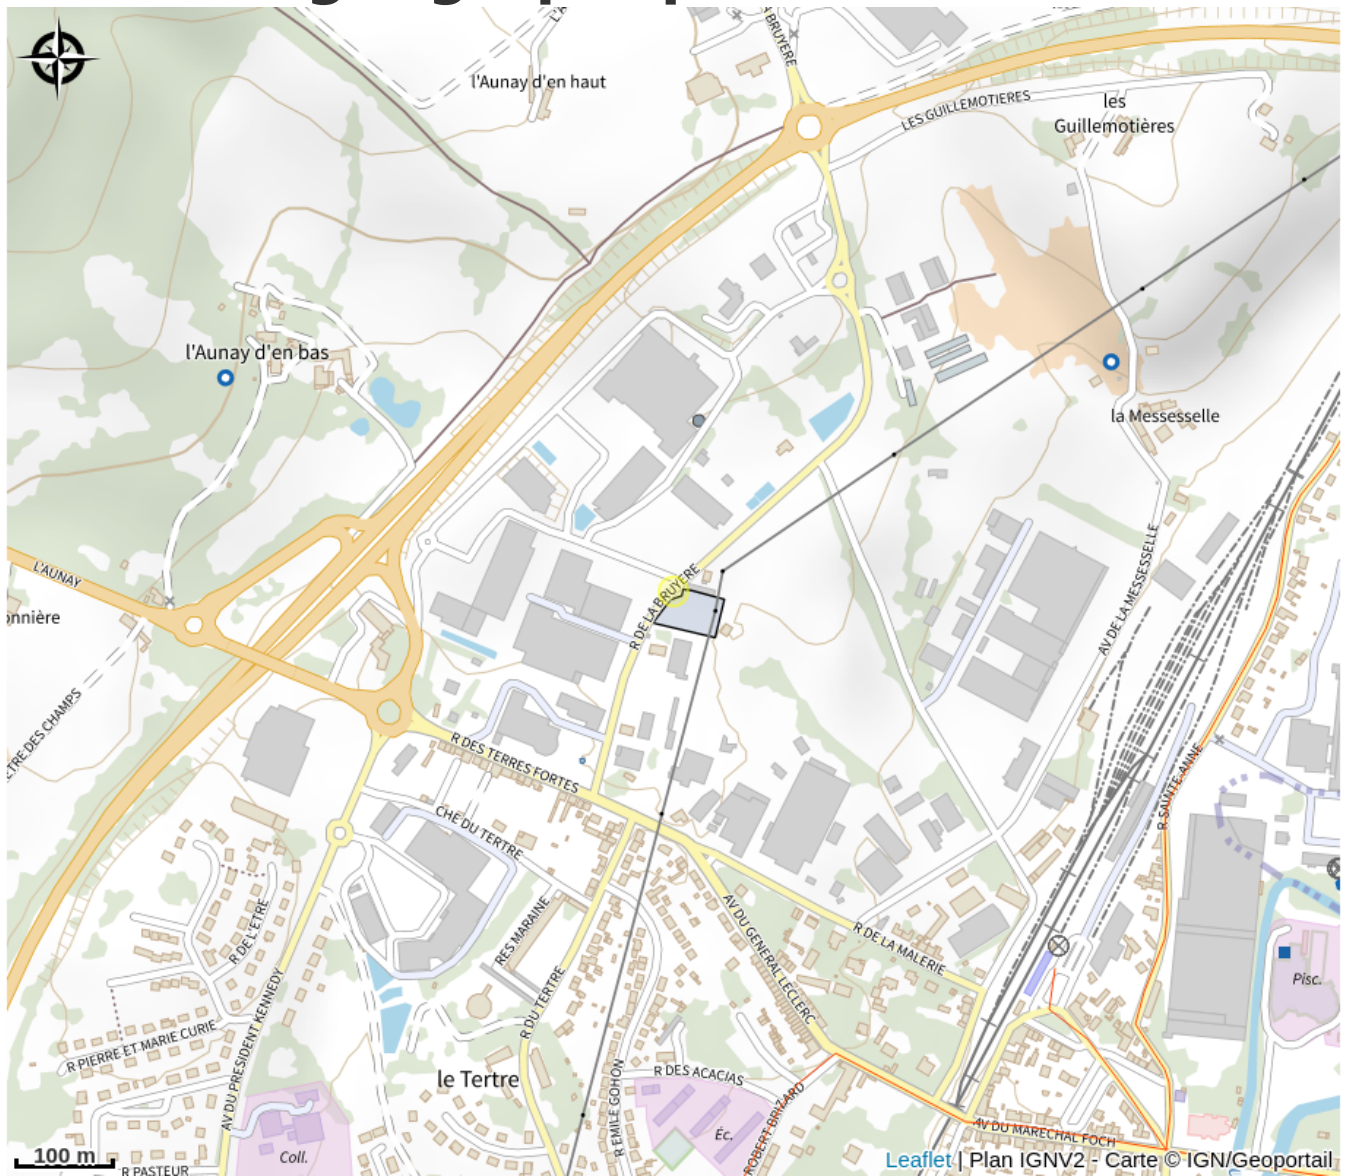 BRUYERE
l'Aunay d'en haut
LES GUILLEMOTIERES
les
Guillemotières
l'Aunay d'en bas
la Messesselle
L'AUNAY
onnière
R DE LA BRUYERE
AV DE LA MESSESSELLE
ETRE DES CHAMPS
R DES TERRES FORTES
R SAINTE-ANNE
CHE DU TERTRE
R DE L'ETRE
RES MARAINE
AV DU GENERAL LECLERC
R DE LA MALERIE
Pisc.
AV DU PRESIDENT KENNEDY
R DU TERTRE
R PIERRE ET MARIE CURIE
le Tertre
R DES ACACIAS
R EMILE GOHON
ROBERT BRIZARD
Éc.
AV DU MARECHAL FOCH
Coll.
100 m
R PASTEUR
Leaflet | Plan IGNV2 - Carte © IGN/Geoportail